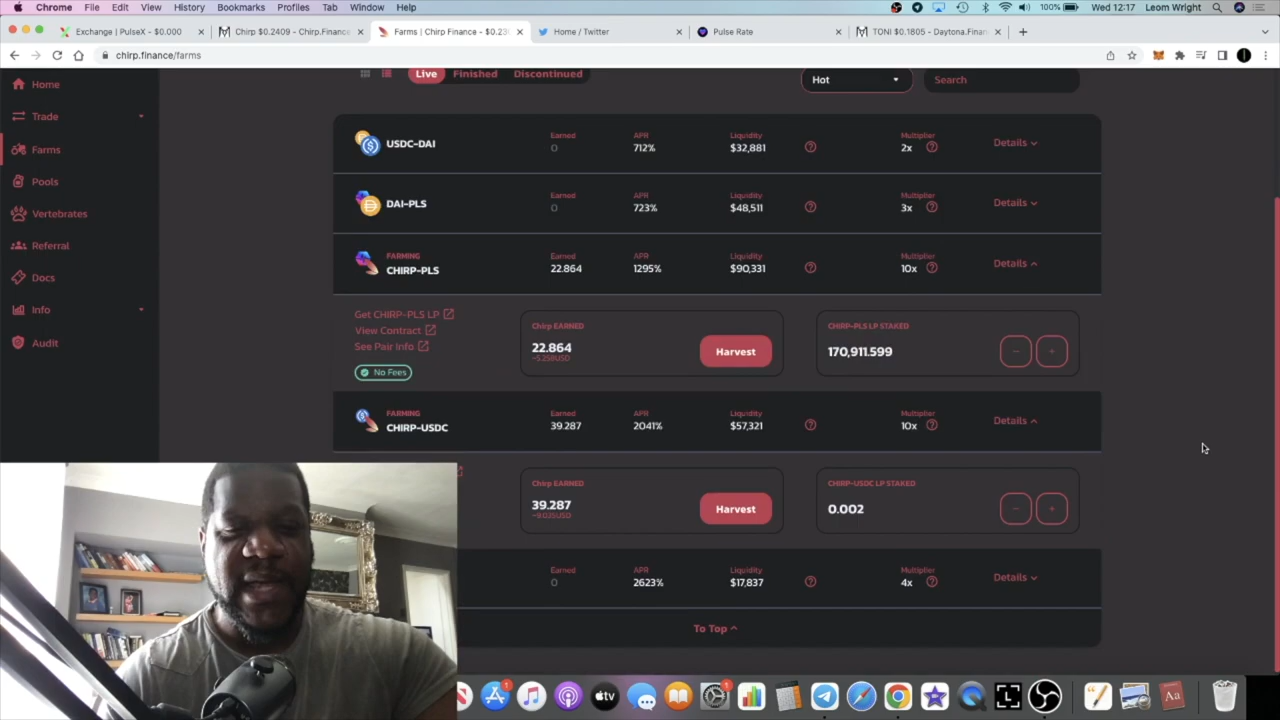 Chrome File Edit View History Bookmarks Profiles Tab Window Help 100% Wed 12:17 Leom Wright
Exchange | PulseX - $0.000
Chirp $0.2409 - Chirp.Finance
Farms | Chirp Finance - $0.23
Home / Twitter
Pulse Rate
TONI $0.1805 - Daytona.Finan
chirp.finance/farms
Home
Trade
Farms
Pools
Vertebrates
Referral
Docs
Info
Audit
Live Finished Discontinued
Hot
Search
USDC-DAI
Earned
0
APR
712%
Liquidity
$32,881
Multiplier
2x
Details
DAI-PLS
Earned
0
APR
723%
Liquidity
$48,511
Multiplier
3x
Details
FARMING
CHIRP-PLS
Earned
22.864
APR
1295%
Liquidity
$90,331
Multiplier
10x
Details
Get CHIRP-PLS LP
View Contract
See Pair Info
No Fees
Chirp EARNED
22.864
~5.258USD
Harvest
CHIRP-PLS LP STAKED
170,911.599
FARMING
CHIRP-USDC
Earned
39.287
APR
2041%
Liquidity
$57,321
Multiplier
10x
Details
Chirp EARNED
39.287
~9.035USD
Harvest
CHIRP-USDC LP STAKED
0.002
Earned
0
APR
2623%
Liquidity
$17,837
Multiplier
4x
Details
To Top
tv
Aa